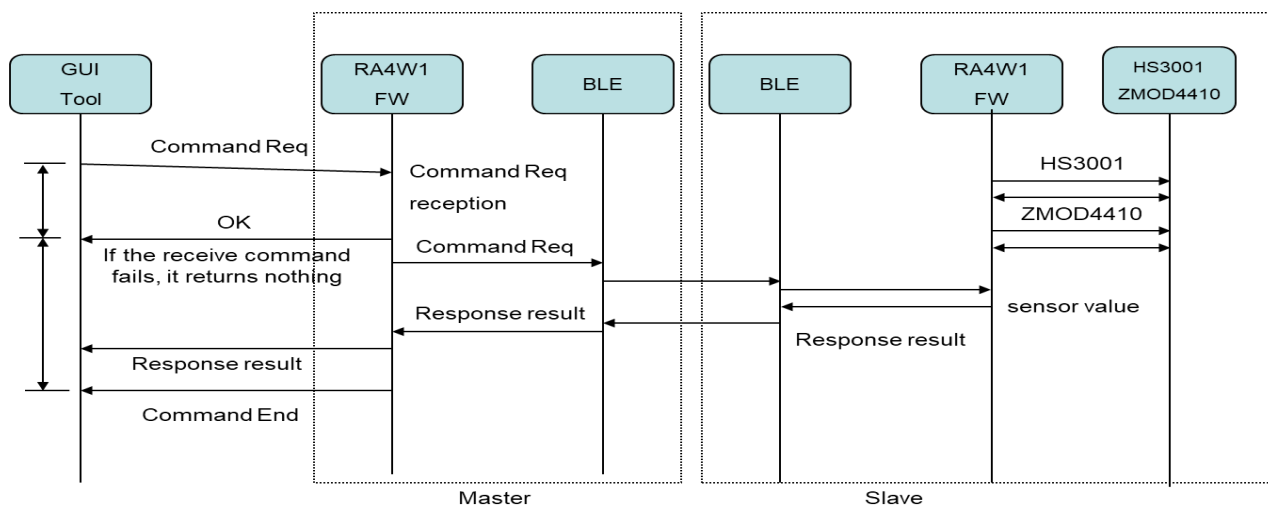 GUI
Tool
RA4W1
FW
BLE
BLE
RA4W1
FW
HS3001
ZMOD4410
Command Req
Command Req
reception
HS3001
OK
ZMOD4410
If the receive command
fails, it returns nothing
Command Req
Response result
sensor value
Response result
Response result
Command End
Master
Slave